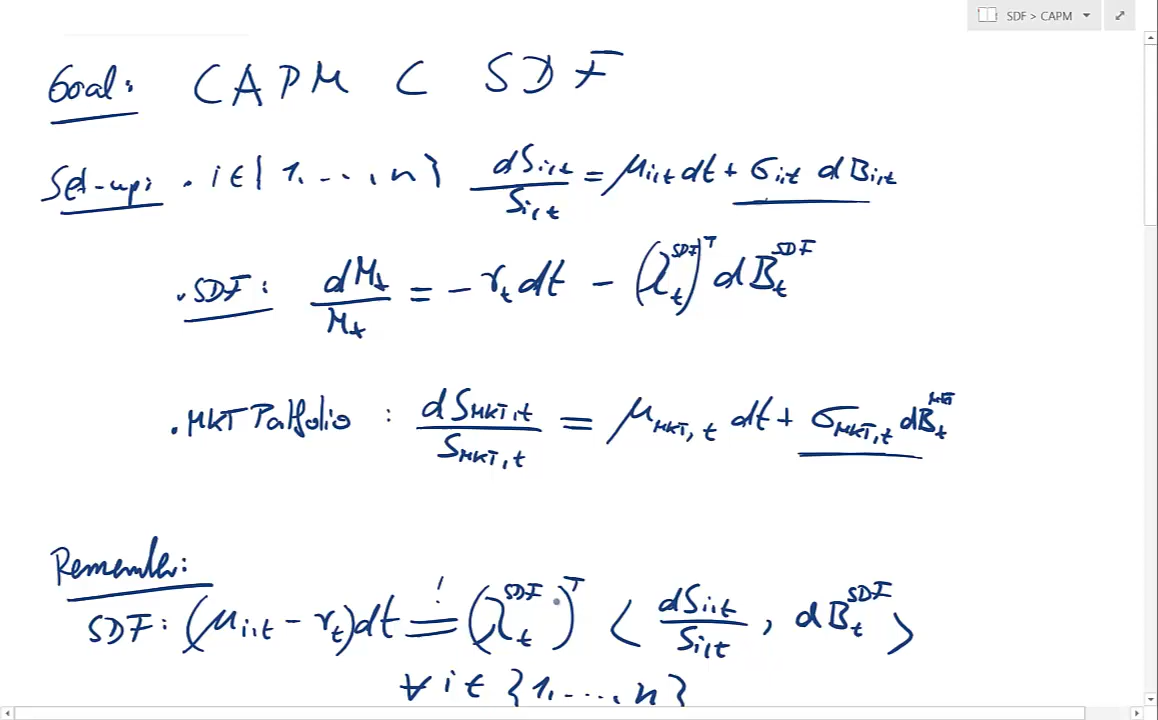 SDF > CAPM
Goal: CAPM ⊂ SDF
Set-up: · i ∈ {1, ..., n} dS_{i,t}/S_{i,t} = μ_{i,t} dt + σ_{i,t} dB_{i,t}
· SDF: dM_t/M_t = - r_t dt - (λ_t^{SDF})^T dB_t^{SDF}
· MKT Portfolio : dS_{MKT,t}/S_{MKT,t} = μ_{MKT,t} dt + σ_{MKT,t} dB_t^{MKT}
Remember:
SDF: (μ_{i,t} - r_t) dt =! (λ_t^{SDF})^T ⟨ dS_{i,t}/S_{i,t} , dB_t^{SDF} ⟩
∀ i ∈ {1, ..., n}